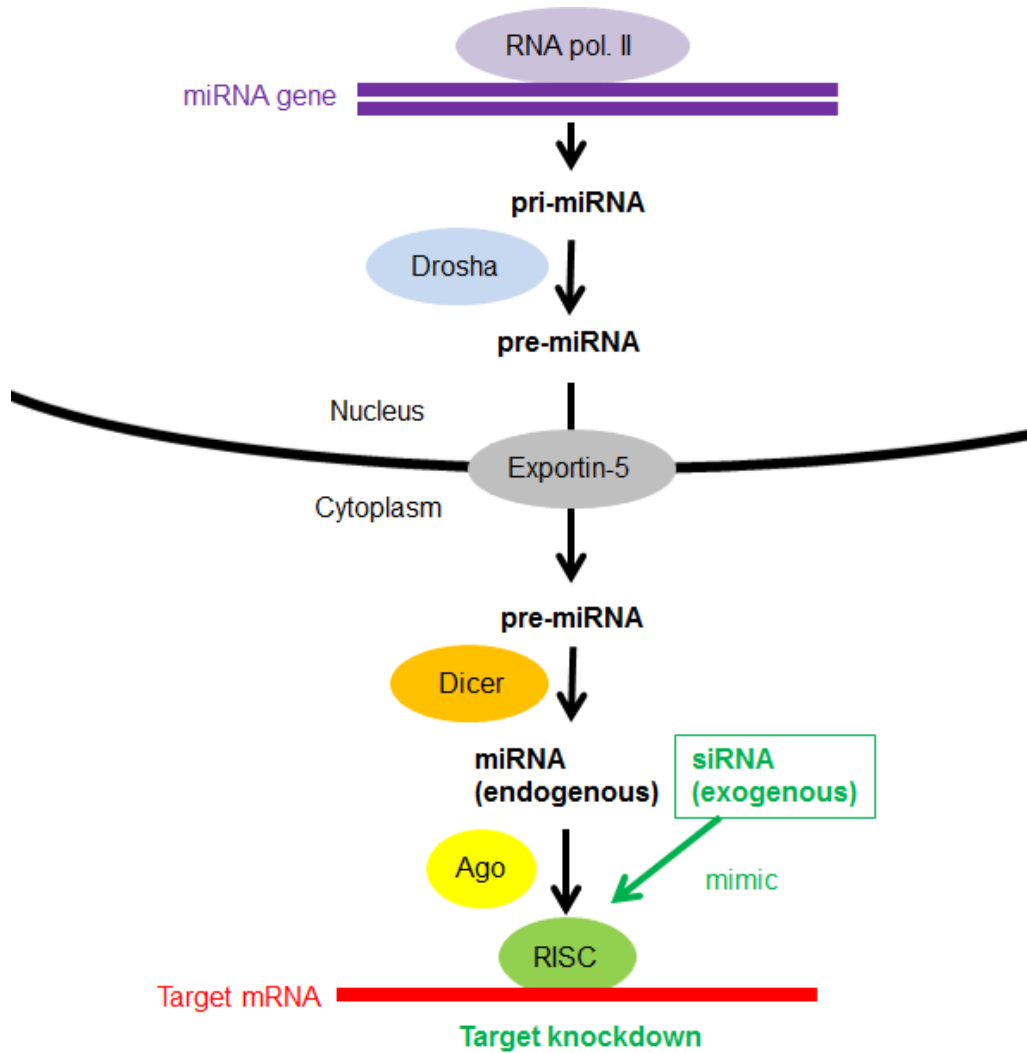 RNA pol. II
miRNA gene
pri-miRNA
Drosha
pre-miRNA
Nucleus
Exportin-5
Cytoplasm
pre-miRNA
Dicer
miRNA
(endogenous)
siRNA
(exogenous)
Ago
mimic
RISC
Target mRNA
Target knockdown